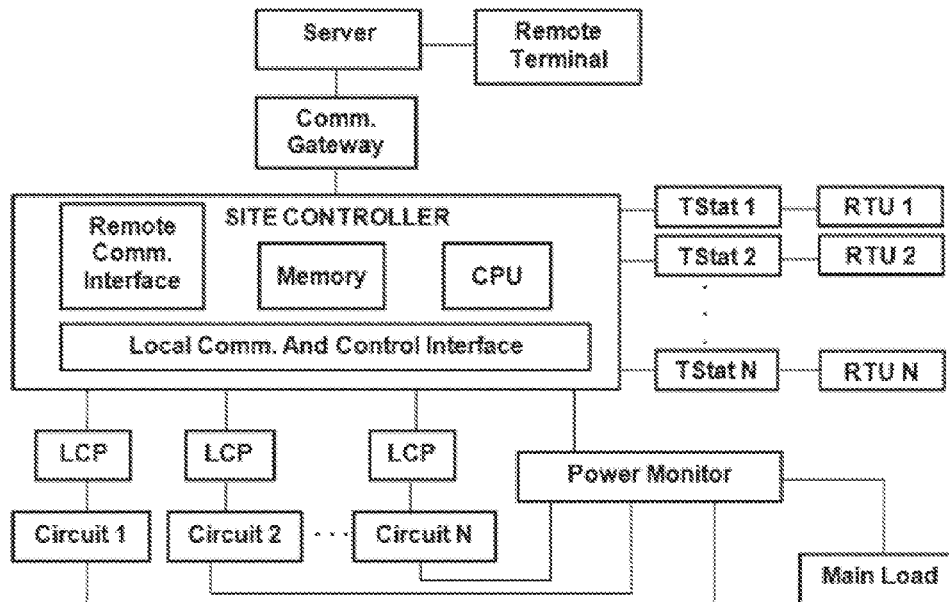 Server
Remote
Terminal
Comm.
Gateway
SITE CONTROLLER
Remote
Comm.
Interface
Memory
CPU
Local Comm. And Control Interface
TStat 1
RTU 1
TStat 2
RTU 2
TStat N
RTU N
LCP
LCP
LCP
Power Monitor
Circuit 1
Circuit 2
Circuit N
Main Load